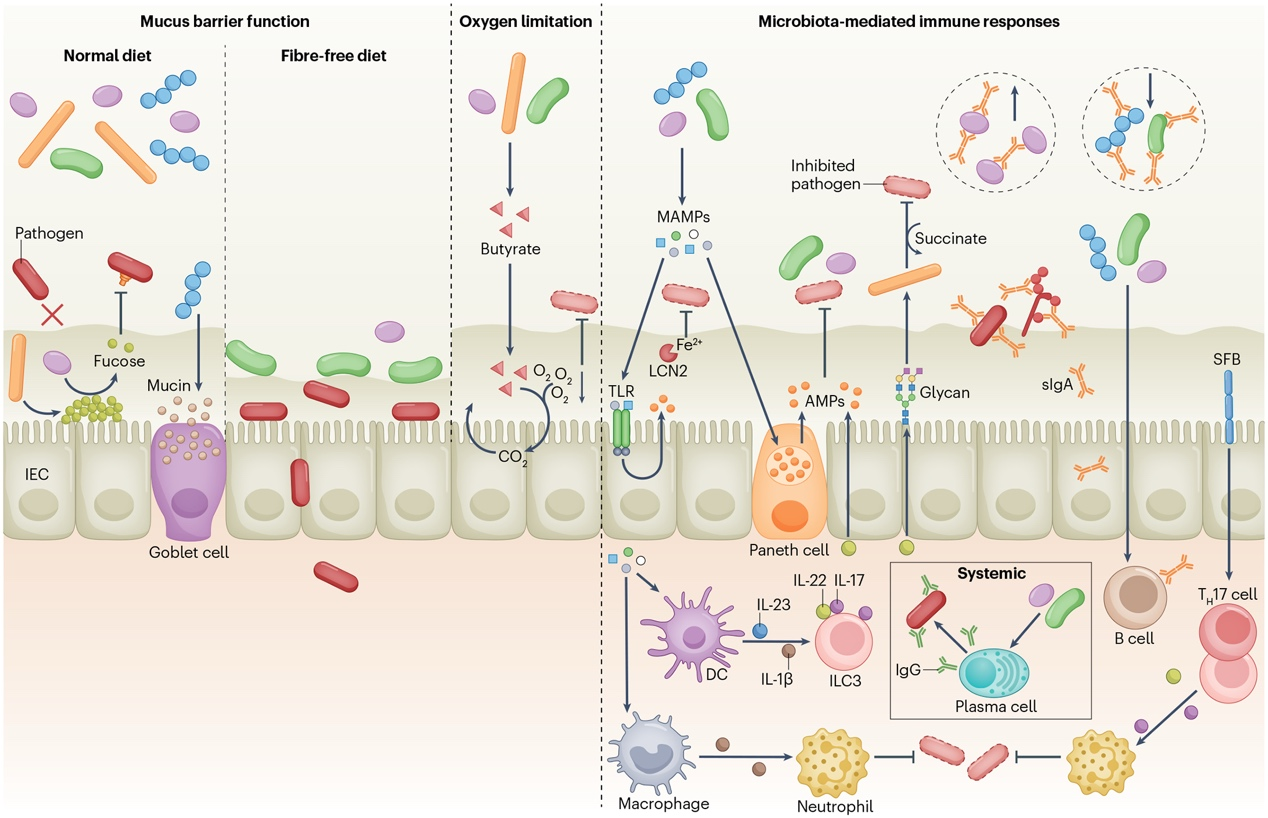 Mucus barrier function
Oxygen limitation
Microbiota-mediated immune responses
Normal diet
Fibre-free diet
Inhibited
pathogen
MAMPs
Pathogen
Succinate
Butyrate
Fe²⁺
Fucose
LCN2
O₂ O₂
O₂
SFB
Mucin
TLR
AMPs
Glycan
sIgA
CO₂
IEC
Goblet cell
Paneth cell
IL-22
IL-17
Systemic
IL-23
T_H17 cell
B cell
DC
IL-1β
ILC3
IgG
Plasma cell
Macrophage
Neutrophil